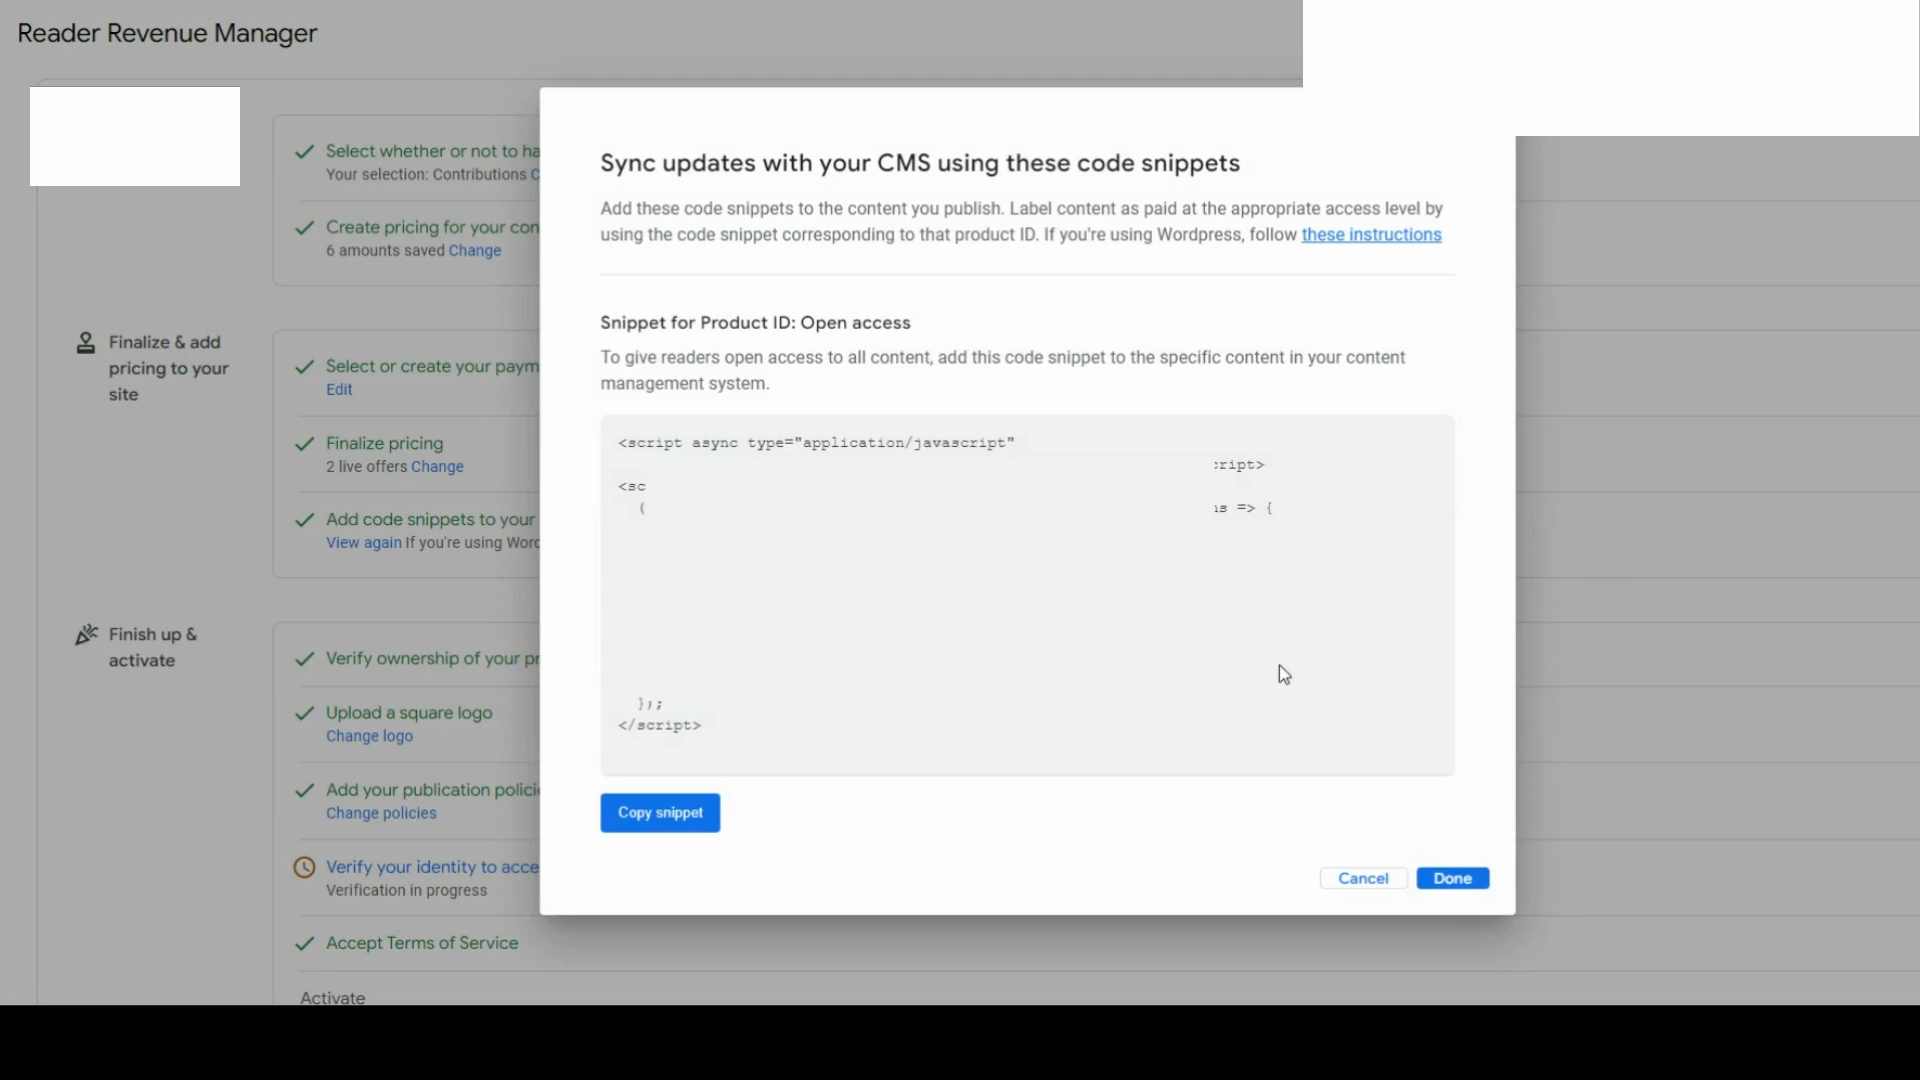 Reader Revenue Manager
Select whether or not to ha
Your selection: Contributions C
Create pricing for your con
6 amounts saved Change
Finalize & add
pricing to your
site
Select or create your paym
Edit
Finalize pricing
2 live offers Change
Add code snippets to your
View again If you're using Word
Finish up &
activate
Verify ownership of your pr
Upload a square logo
Change logo
Add your publication polici
Change policies
Verify your identity to acce
Verification in progress
Accept Terms of Service
Activate
Sync updates with your CMS using these code snippets
Add these code snippets to the content you publish. Label content as paid at the appropriate access level by
using the code snippet corresponding to that product ID. If you're using Wordpress, follow these instructions
Snippet for Product ID: Open access
To give readers open access to all content, add this code snippet to the specific content in your content
management system.
<script async type="application/javascript"
ript>
<sc
( s => {
});
</script>
Copy snippet
Cancel Done